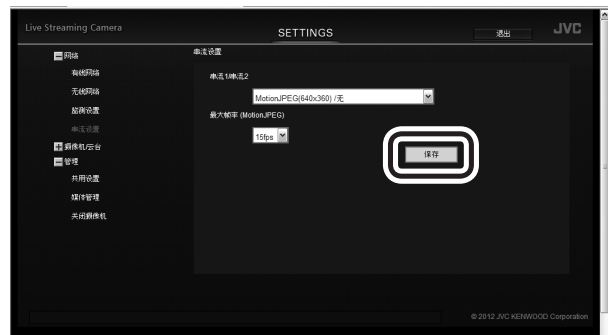 Live Streaming Camera
SETTINGS
退出
JVC
网络
有线网络
无线网络
监测设置
串流设置
摄像机/云台
管理
共用设置
媒体管理
关闭摄像机
串流设置
串流1/串流2
MotionJPEG(640x360) /无
最大帧率 (MotionJPEG)
15fps
保存
© 2012 JVC KENWOOD Corporation